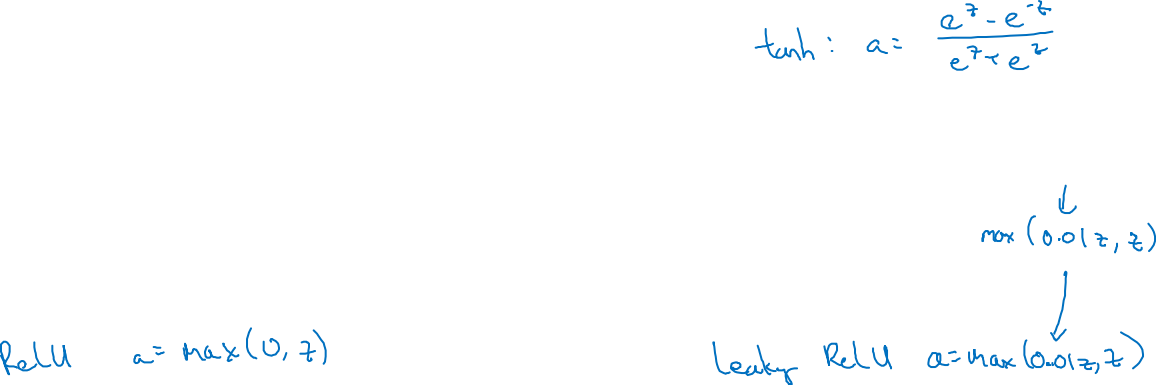 tanh: a = (e^z - e^-z) / (e^z + e^z)
max(0.01z, z)
ReLU a = max(0, z)
Leaky ReLU a = max(0.01z, z)